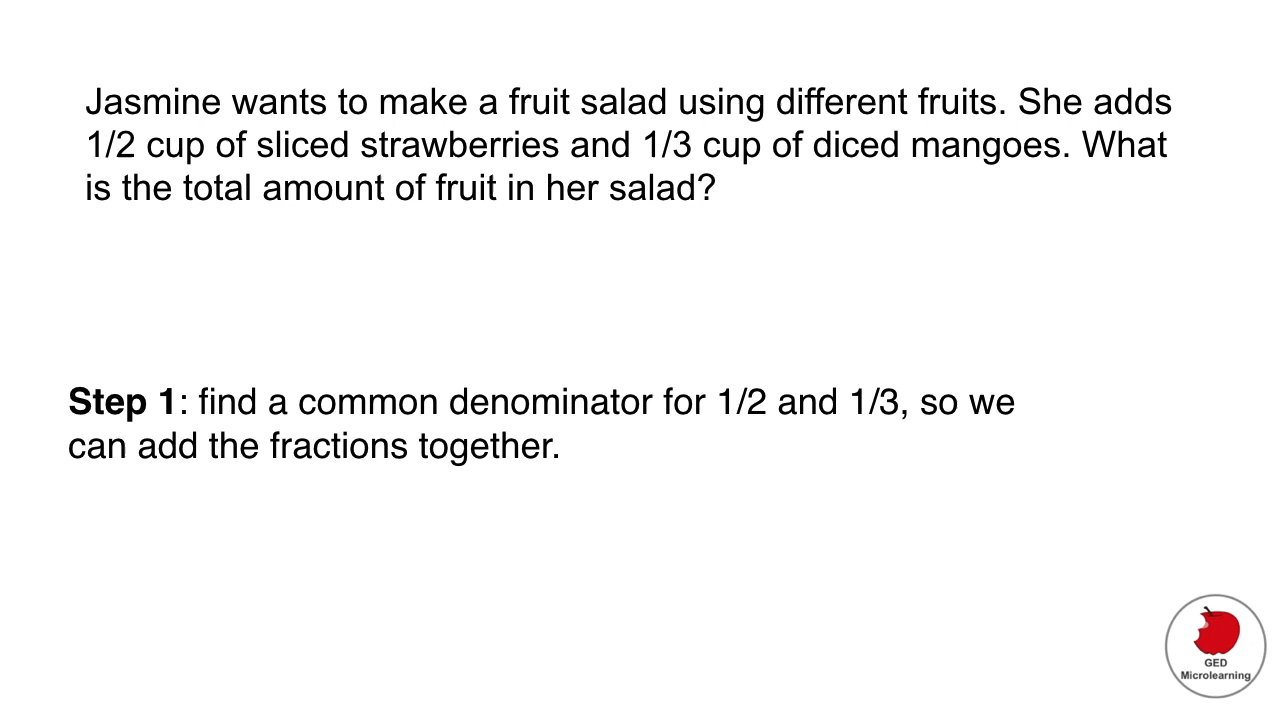 Jasmine wants to make a fruit salad using different fruits. She adds
1/2 cup of sliced strawberries and 1/3 cup of diced mangoes. What
is the total amount of fruit in her salad?
Step 1: find a common denominator for 1/2 and 1/3, so we
can add the fractions together.
GED
Microlearning